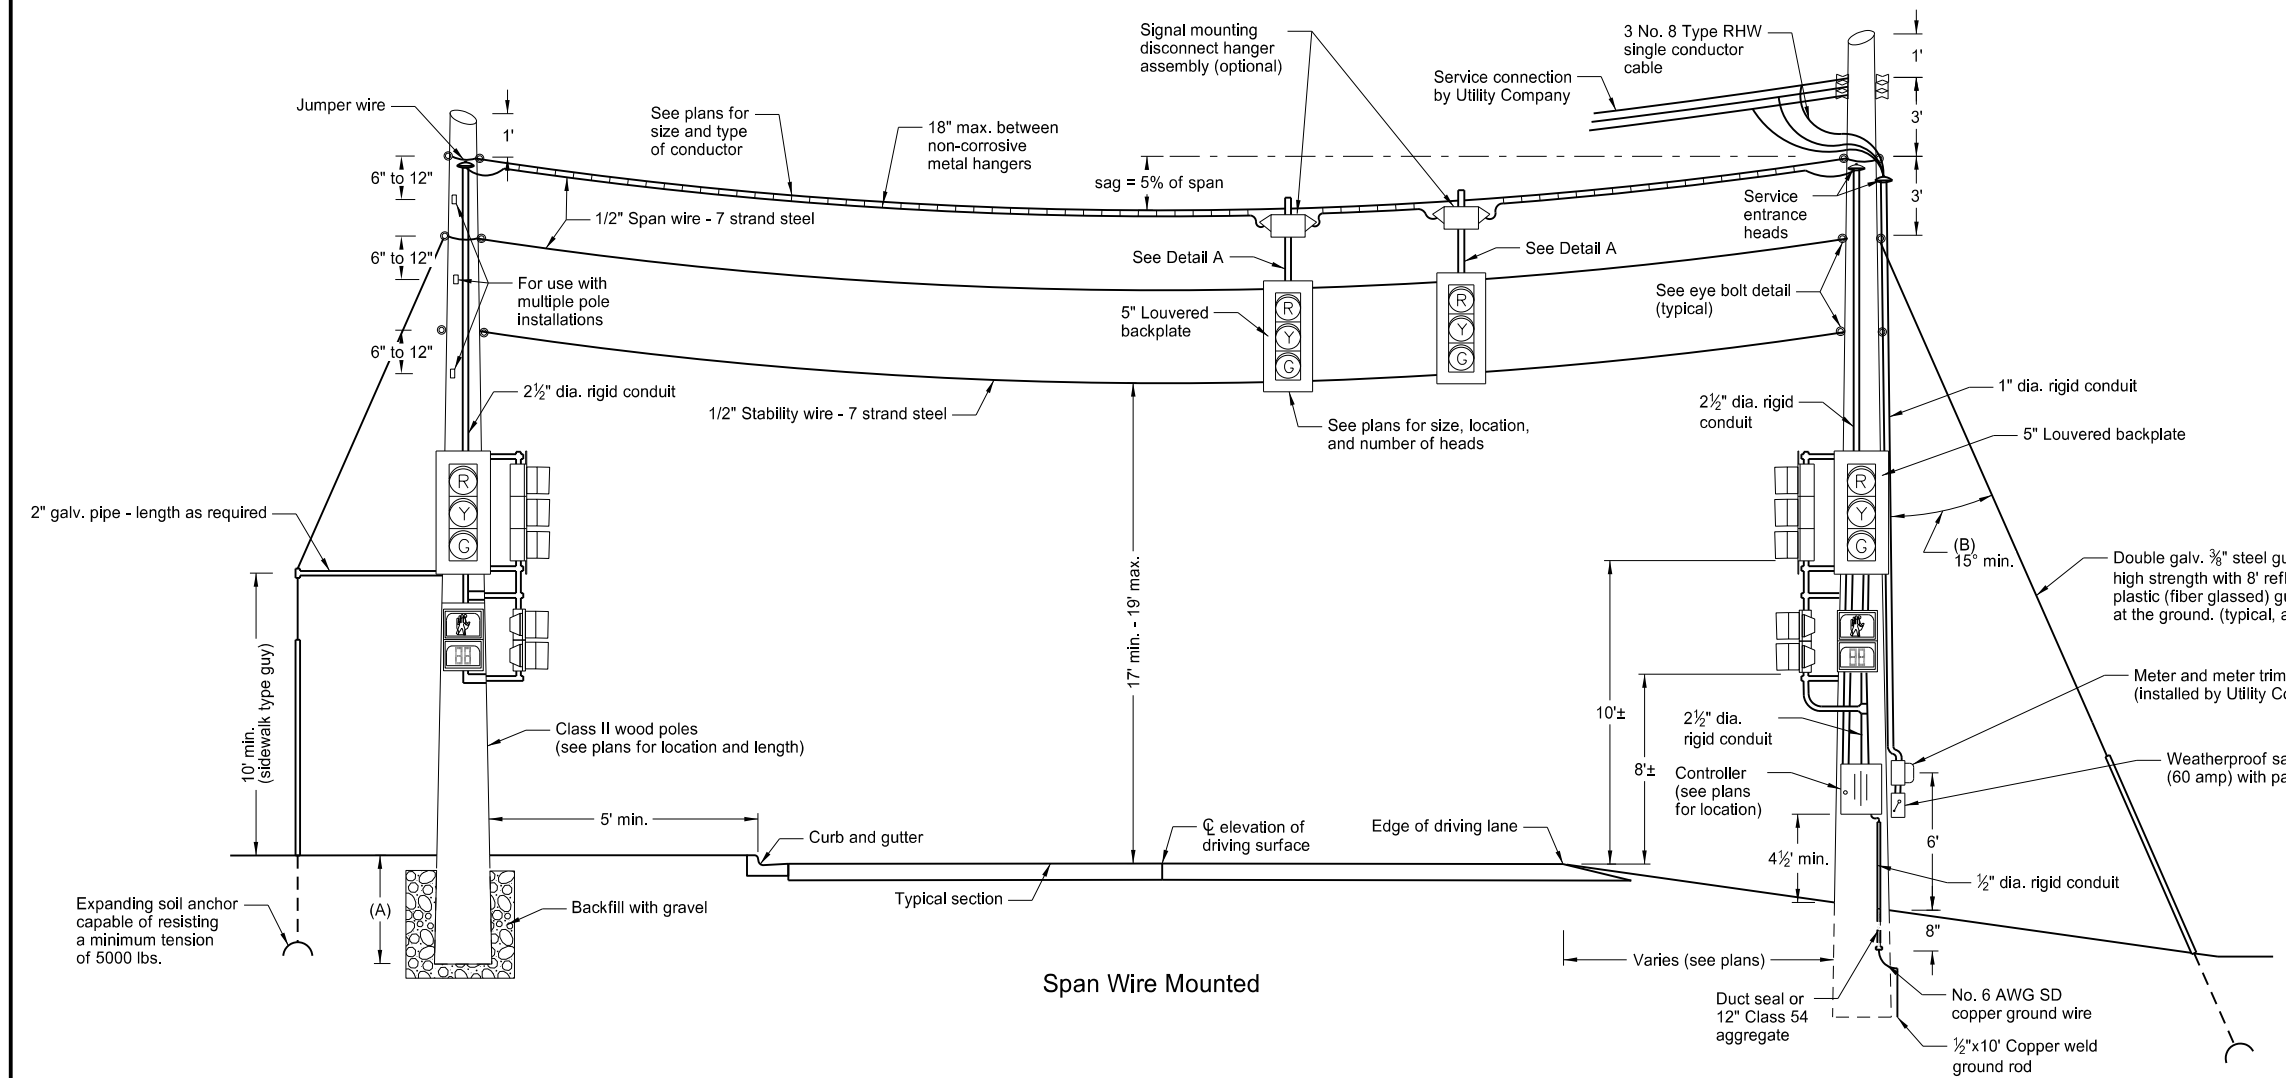 Signal mounting
disconnect hanger
assembly (optional)
3 No. 8 Type RHW
single conductor
cable
1'
Service connection
by Utility Company
Jumper wire
1'
See plans for
size and type
of conductor
18" max. between
non-corrosive
metal hangers
3'
6" to 12"
sag = 5% of span
1/2" Span wire - 7 strand steel
Service
entrance
heads
3'
6" to 12"
See Detail A
See Detail A
For use with
multiple pole
installations
5" Louvered
backplate
R
Y
G
R
Y
G
See eye bolt detail
(typical)
6" to 12"
2½" dia. rigid conduit
1/2" Stability wire - 7 strand steel
See plans for size, location,
and number of heads
2½" dia. rigid
conduit
1" dia. rigid conduit
5" Louvered backplate
R
Y
G
R
Y
G
2" galv. pipe - length as required
(B)
15° min.
Double galv. ⅜" steel gu
high strength with 8' refl
plastic (fiber glassed) gu
at the ground. (typical, a
17' min. - 19' max.
10' min.
(sidewalk type guy)
88
88
Meter and meter trim
(installed by Utility Co
10'±
8'±
Class II wood poles
(see plans for location and length)
2½" dia.
rigid conduit
Weatherproof sa
(60 amp) with pa
Controller
(see plans
for location)
5' min.
Curb and gutter
℄ elevation of
driving surface
Edge of driving lane
4½' min.
6'
½" dia. rigid conduit
Typical section
Expanding soil anchor
capable of resisting
a minimum tension
of 5000 lbs.
(A)
Backfill with gravel
8"
Varies (see plans)
Span Wire Mounted
Duct seal or
12" Class 54
aggregate
No. 6 AWG SD
copper ground wire
½"x10' Copper weld
ground rod